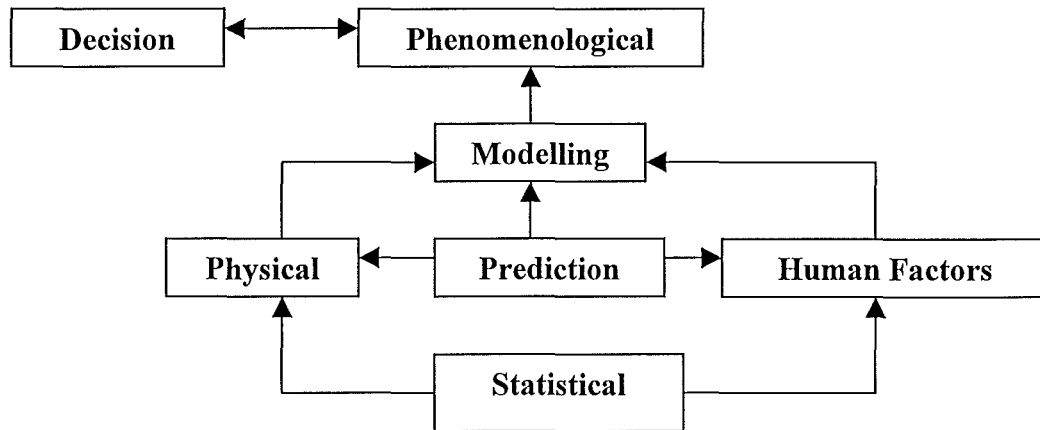 Decision
Phenomenological
Modelling
Physical
Prediction
Human Factors
Statistical